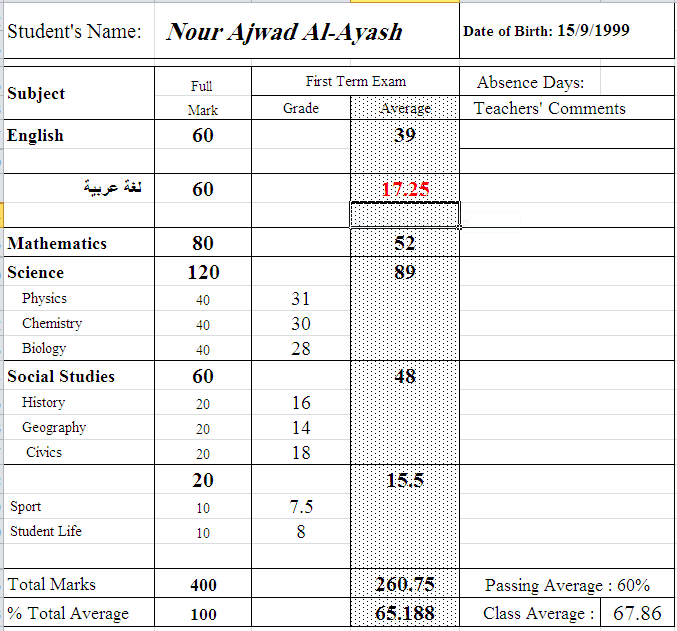 Student's Name: Nour Ajwad Al-Ayash Date of Birth: 15/9/1999
Subject Full Mark First Term Exam Absence Days:
Grade Average Teachers' Comments
English 60 39
لغة عربية 60 17.25
Mathematics 80 52
Science 120 89
Physics 40 31
Chemistry 40 30
Biology 40 28
Social Studies 60 48
History 20 16
Geography 20 14
Civics 20 18
20 15.5
Sport 10 7.5
Student Life 10 8
Total Marks 400 260.75 Passing Average : 60%
% Total Average 100 65.188 Class Average : 67.86